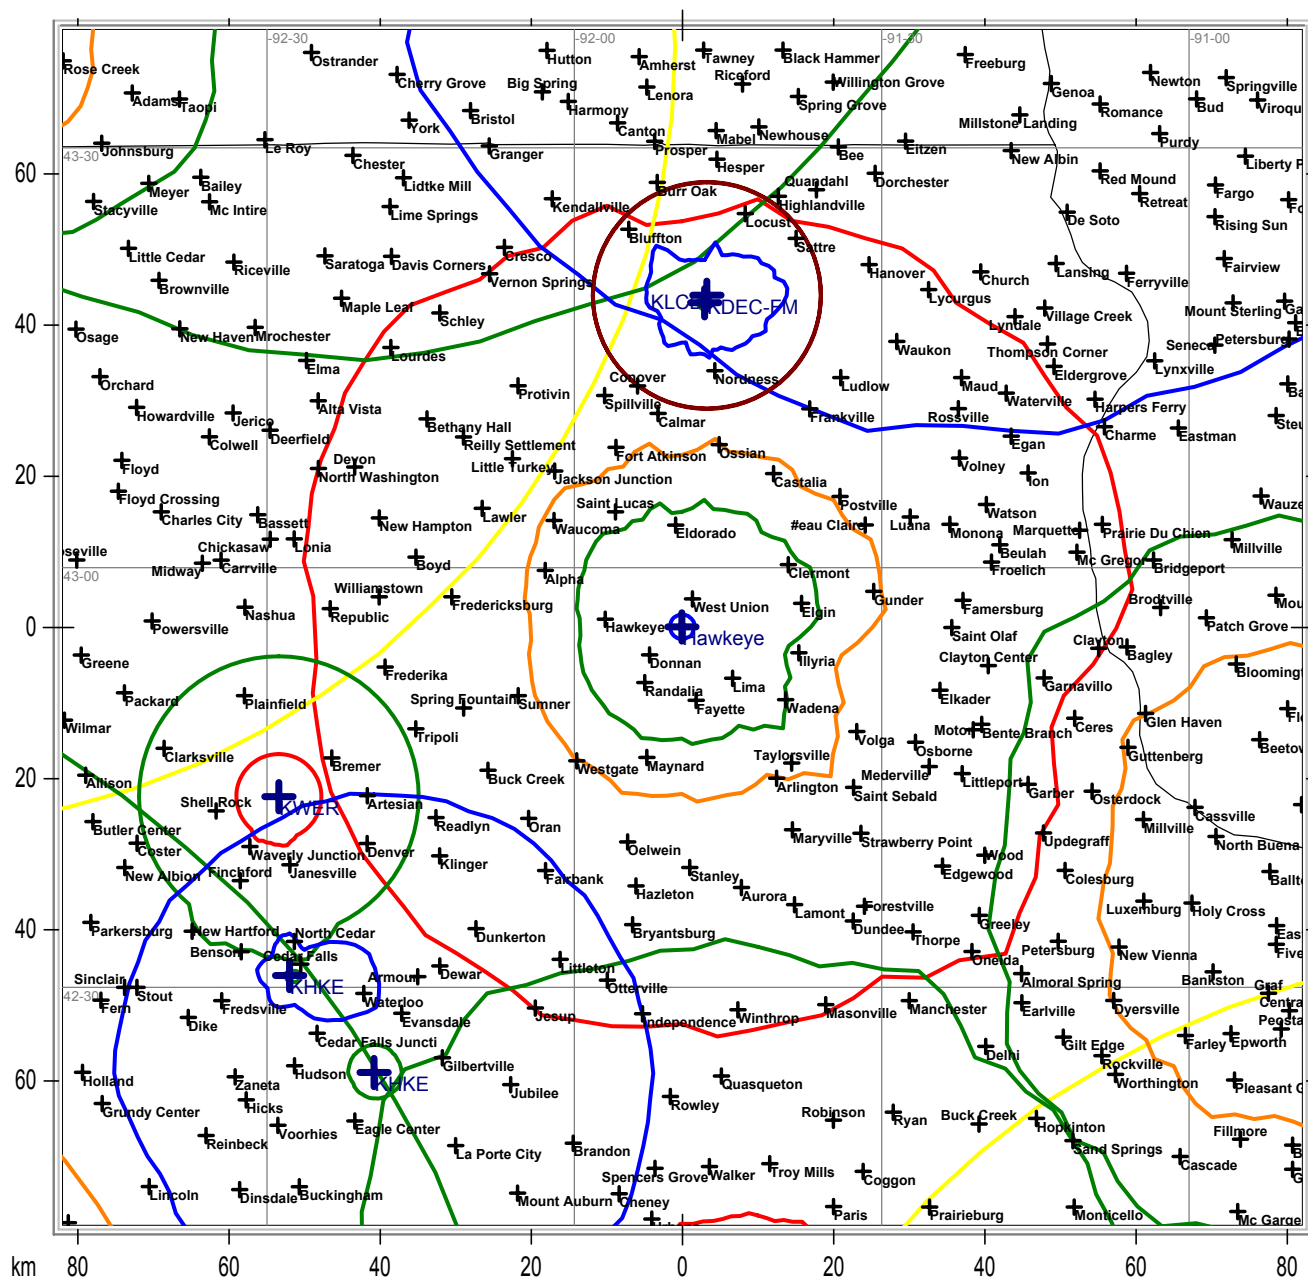 -92-30
-92-00
-91-30
-91-00
Rose Creek
Ostrander
Hutton
Amherst
Tawney
Black Hammer
Freeburg
Adams
Taopi
Cherry Grove
Big Spring
Lenora
Riceford
Willington Grove
Genoa
Newton
Springville
Harmony
Spring Grove
Romance
Bud
Viroqu
York
Bristol
Canton
Mabel
Newhouse
Millstone Landing
Purdy
Johnsburg
Le Roy
Granger
Prosper
Bee
Eitzen
43-30
Chester
Hesper
New Albin
Liberty P
60
Meyer
Bailey
Lidtke Mill
Burr Oak
Quandahl
Dorchester
Red Mound
Fargo
Stacyville
Mc Intire
Lime Springs
Kendallville
Highlandville
Retreat
Locust
De Soto
Rising Sun
Little Cedar
Bluffton
Sattre
Riceville
Saratoga
Davis Corners
Cresco
Hanover
Church
Lansing
Fairview
Brownville
Vernon Springs
Lycurgus
Ferryville
Maple Leaf
KDEC-FM
Village Creek
Mount Sterling
40
Osage
New Haven
Mrochester
Schley
Lyndale
Petersburg
Elma
Lourdes
Waukon
Thompson Corner
Seneca
Lynxville
Orchard
Protivin
Conover
Nordness
Ludlow
Maud
Eldergrove
Howardville
Jerico
Alta Vista
Spillville
Calmar
Frankville
Rossville
Waterville
Harpers Ferry
Colwell
Deerfield
Bethany Hall
Reilly Settlement
Egan
Charme
Eastman
Floyd
Devon
North Washington
Little Turkey
Fort Atkinson
Ossian
Volney
20
Jackson Junction
Castalia
Ion
Floyd Crossing
Charles City
Bassett
New Hampton
Lawler
Saint Lucas
Postville
Watson
Waucoma
Eldorado
#eau Claire
Luana
Monona
Marquette
Prairie Du Chien
Chickasaw
Lonia
Beulah
Millville
Midway
Carrville
Boyd
Alpha
Clermont
Froelich
Mc Gregor
Bridgeport
43-00
Williamstown
Fredericksburg
West Union
Gunder
Nashua
Republic
Elgin
Famersburg
Brodtville
Powersville
Hawkeye
Patch Grove
0
Hawkeye
Saint Olaf
Clayton
Greene
Donnan
Illyria
Clayton Center
Bagley
Frederika
Bloomingt
Packard
Plainfield
Spring Fountain
Sumner
Randalia
Lima
Elkader
Garnavillo
Fayette
Wadena
Wilmar
Tripoli
Volga
Motor
Bente Branch
Ceres
Glen Haven
Clarksville
Osborne
Bremer
Westgate
Maynard
Taylorsville
Guttenberg
20
Allison
Buck Creek
Arlington
Mederville
Littleport
Garber
Shell Rock
KWER
Artesian
Saint Sebald
Osterdock
Cassville
Butler Center
Readlyn
Oran
Millville
Coster
Waverly Junction
Denver
Oelwein
Maryville
Strawberry Point
Updgraff
North Buena
New Albion
Finchford
Janesville
Klinger
Fairbank
Stanley
Edgewood
Wood
Colesburg
Hazleton
Aurora
Lamont
Forestville
Luxemburg
Holy Cross
40
Parkersburg
New Hartford
North Cedar
Dunkerton
Bryantsburg
Dundee
Greeley
Thorpe
Benson
Cedar Falls
Petersburg
New Vienna
Sinclair
KHKE
Armour
Dewar
Littleton
Oneida
Bankston
42-30
Stout
Otterville
Almoral Spring
Graf
Fern
Fredsville
Waterloo
Dike
Evansdale
Jesup
Independence
Winthrop
Masonville
Manchester
Earlville
Dyersville
Centra
Cedar Falls Juncti
Peosta
Hudson
Gilbertville
Delhi
Gilt Edge
Farley
Epworth
60
Holland
Zaneta
KHKE
Rockville
Jubilee
Quasqueton
Worthington
Pleasant G
Grundy Center
Hicks
Rowley
Reinbeck
Voorhies
Eagle Center
Robinson
Ryan
Buck Creek
Hopkinton
Fillmore
La Porte City
Brandon
Sand Springs
Spencers Grove
Walker
Troy Mills
Coggon
Cascade
Lincoln
Dinsdale
Buckingham
Mount Auburn
Cheney
Paris
Prairieburg
Monticello
Mc Garge
km 80 60 40 20 0 20 40 60 80